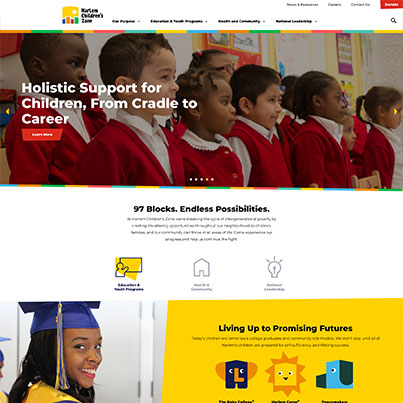 News & Resources
Careers
Contact Us
Donate
Harlem
Children's
Zone
Our Purpose
Education & Youth Programs
Health and Community
National Leadership
Holistic Support for
Children, From Cradle to
Career
Learn More
97 Blocks. Endless Possibilities.
At Harlem Children's Zone, we're breaking the cycle of intergenerational poverty by
creating life-altering opportunities throughout our neighborhood so children,
families, and our community can thrive in all areas of life. Come experience our
progress and help us continue the fight.
Education &
Youth Programs
Health &
Community
National
Leadership
Living Up to Promising Futures
Today's children are tomorrow's college graduates and community role models. We won't stop until all of
Harlem's children are prepared for self-sufficiency and lifelong success.
The Baby College®
Harlem Gems®
Peacemakers